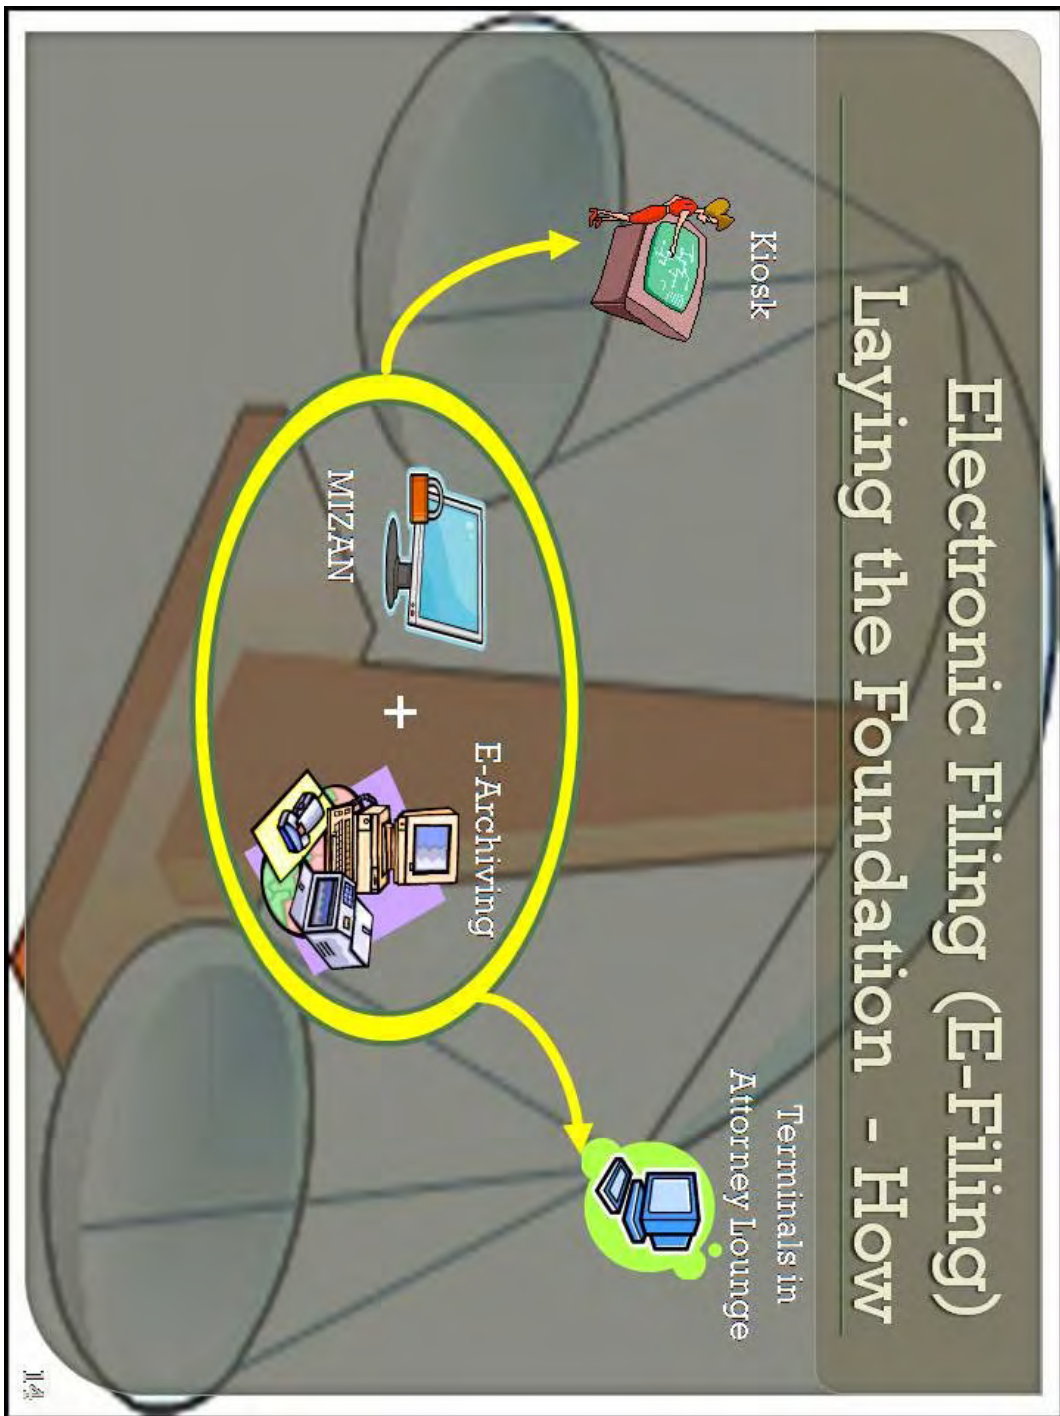 Electronic Filing (E-Filing)
Laying the Foundation - How
Kiosk
Terminals in
Attorney Lounge
E-Archiving
MIZAN
+
14